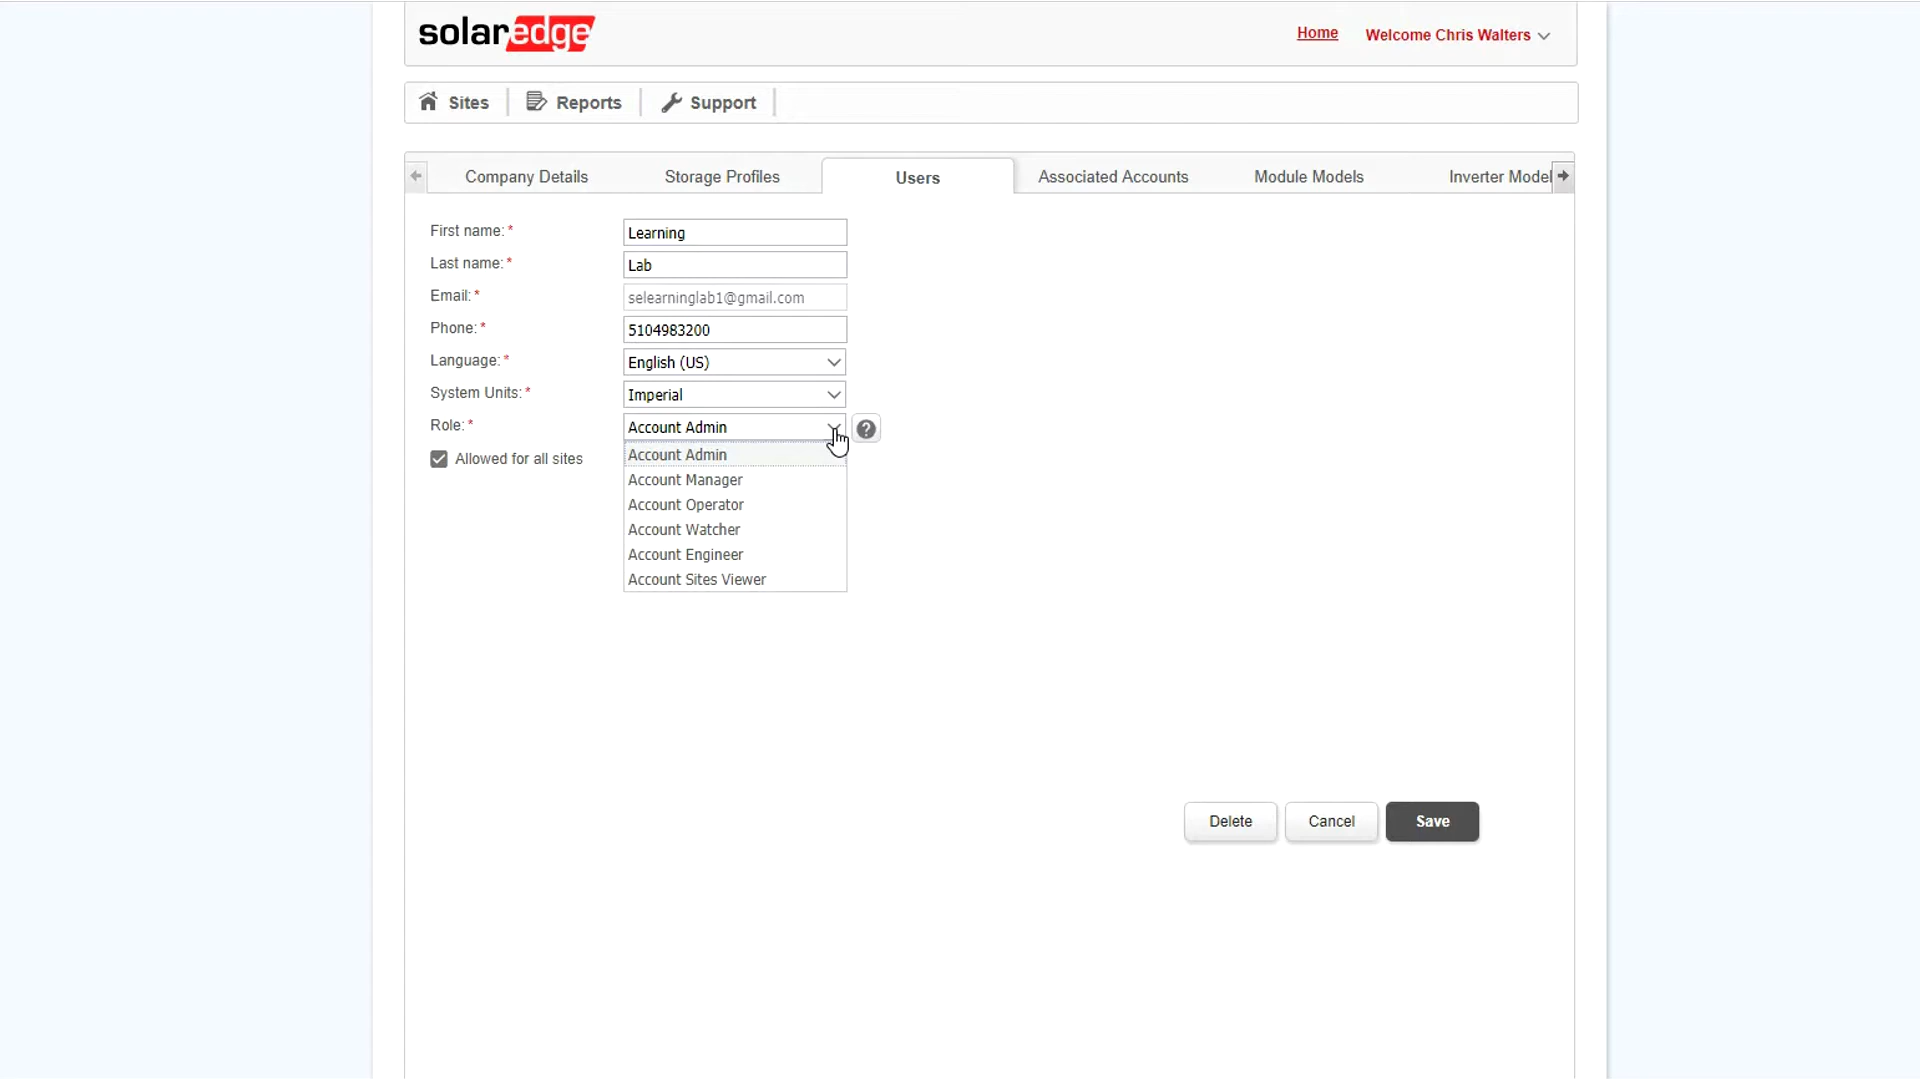 solaredge
Home
Welcome Chris Walters
Sites
Reports
Support
Company Details
Storage Profiles
Users
Associated Accounts
Module Models
Inverter Model
First name: *
Learning
Last name: *
Lab
Email: *
selearninglab1@gmail.com
Phone: *
5104983200
Language: *
English (US)
System Units: *
Imperial
Role: *
Account Admin
?
Allowed for all sites
Account Admin
Account Manager
Account Operator
Account Watcher
Account Engineer
Account Sites Viewer
Delete
Cancel
Save